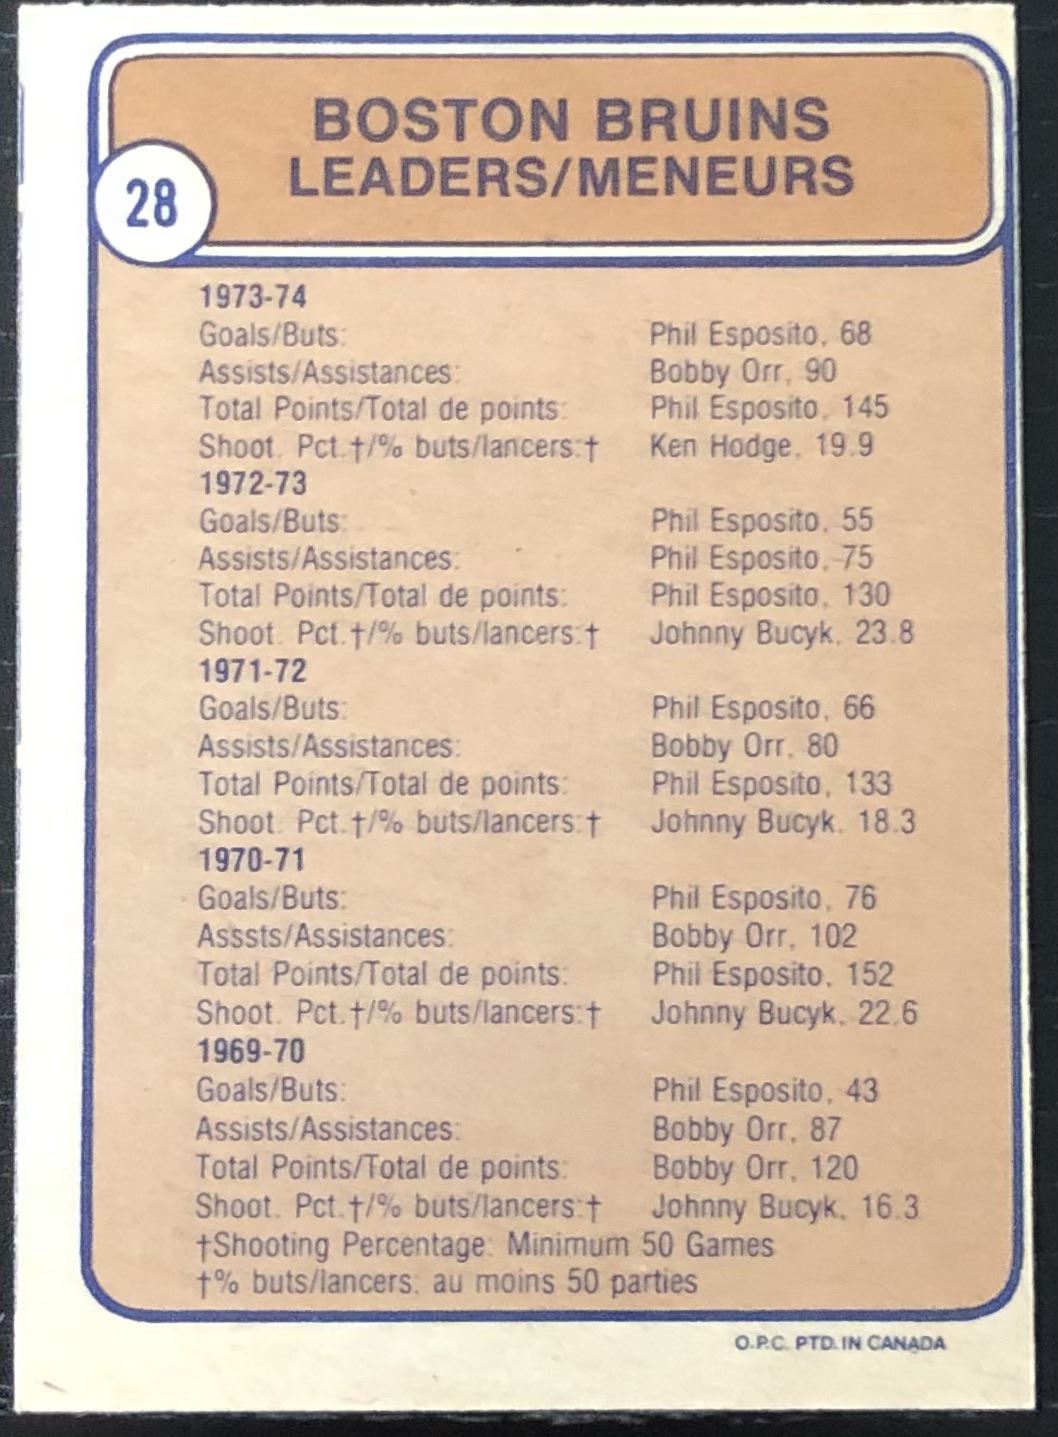 BOSTON BRUINS
LEADERS/MENEURS
28
1973-74
Goals/Buts: Phil Esposito, 68
Assists/Assistances: Bobby Orr, 90
Total Points/Total de points: Phil Esposito, 145
Shoot. Pct.†/% buts/lancers:† Ken Hodge, 19.9
1972-73
Goals/Buts: Phil Esposito, 55
Assists/Assistances: Phil Esposito, 75
Total Points/Total de points: Phil Esposito, 130
Shoot. Pct.†/% buts/lancers:† Johnny Bucyk, 23.8
1971-72
Goals/Buts: Phil Esposito, 66
Assists/Assistances: Bobby Orr, 80
Total Points/Total de points: Phil Esposito, 133
Shoot. Pct.†/% buts/lancers:† Johnny Bucyk, 18.3
1970-71
Goals/Buts: Phil Esposito, 76
Asssts/Assistances: Bobby Orr, 102
Total Points/Total de points: Phil Esposito, 152
Shoot. Pct.†/% buts/lancers:† Johnny Bucyk, 22.6
1969-70
Goals/Buts: Phil Esposito, 43
Assists/Assistances: Bobby Orr, 87
Total Points/Total de points: Bobby Orr, 120
Shoot. Pct.†/% buts/lancers:† Johnny Bucyk, 16.3
†Shooting Percentage: Minimum 50 Games
†% buts/lancers: au moins 50 parties
O.P.C. PTD. IN CANADA